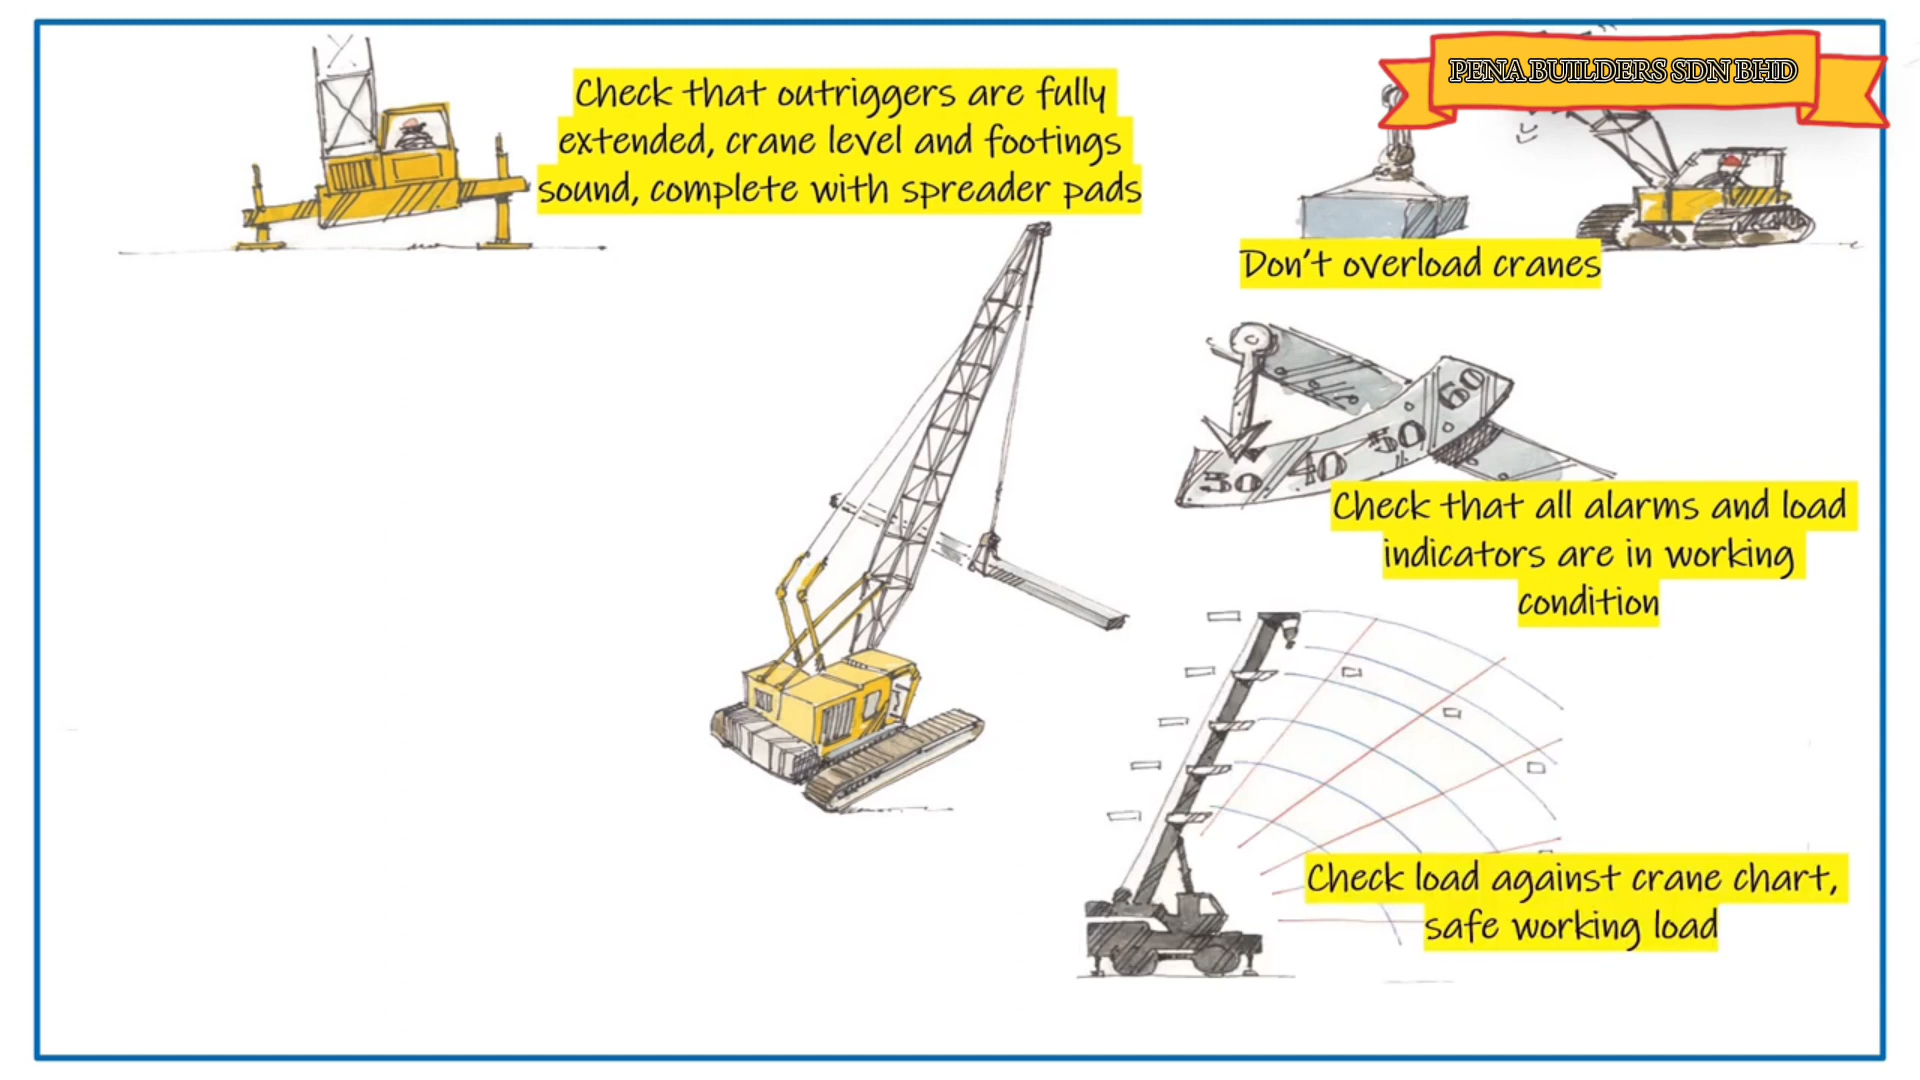 PENA BUILDERS SDN BHD
Check that outriggers are fully
extended, crane level and footings
sound, complete with spreader pads
Don't overload cranes
60
50
40
30
Check that all alarms and load
indicators are in working
condition
Check load against crane chart,
safe working load